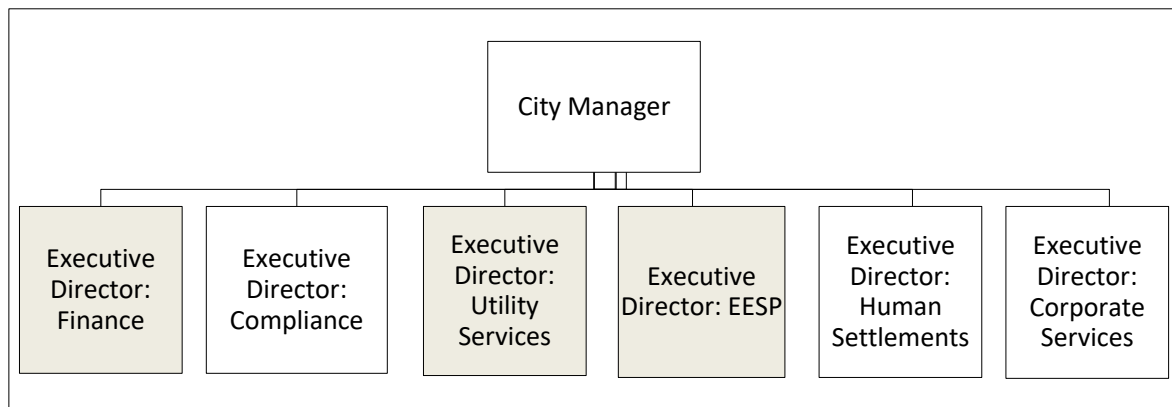 City Manager
Executive
Director:
Finance
Executive
Director:
Compliance
Executive
Director:
Utility
Services
Executive
Director: EESP
Executive
Director:
Human
Settlements
Executive
Director:
Corporate
Services